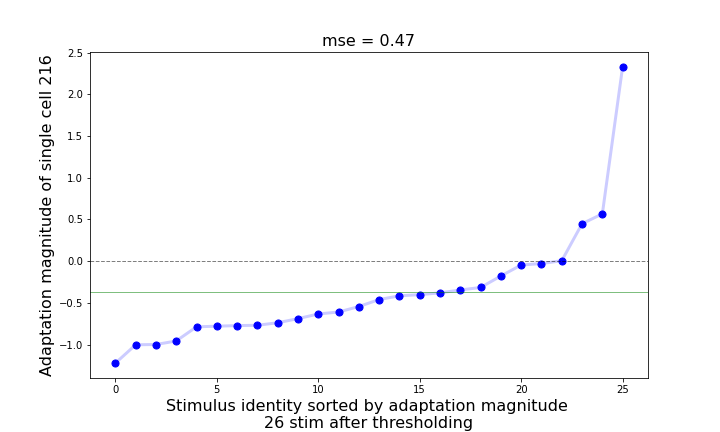 mse = 0.47
Adaptation magnitude of single cell 216
2.5
2.0
1.5
1.0
0.5
0.0
−0.5
−1.0
0 5 10 15 20 25
Stimulus identity sorted by adaptation magnitude
26 stim after thresholding